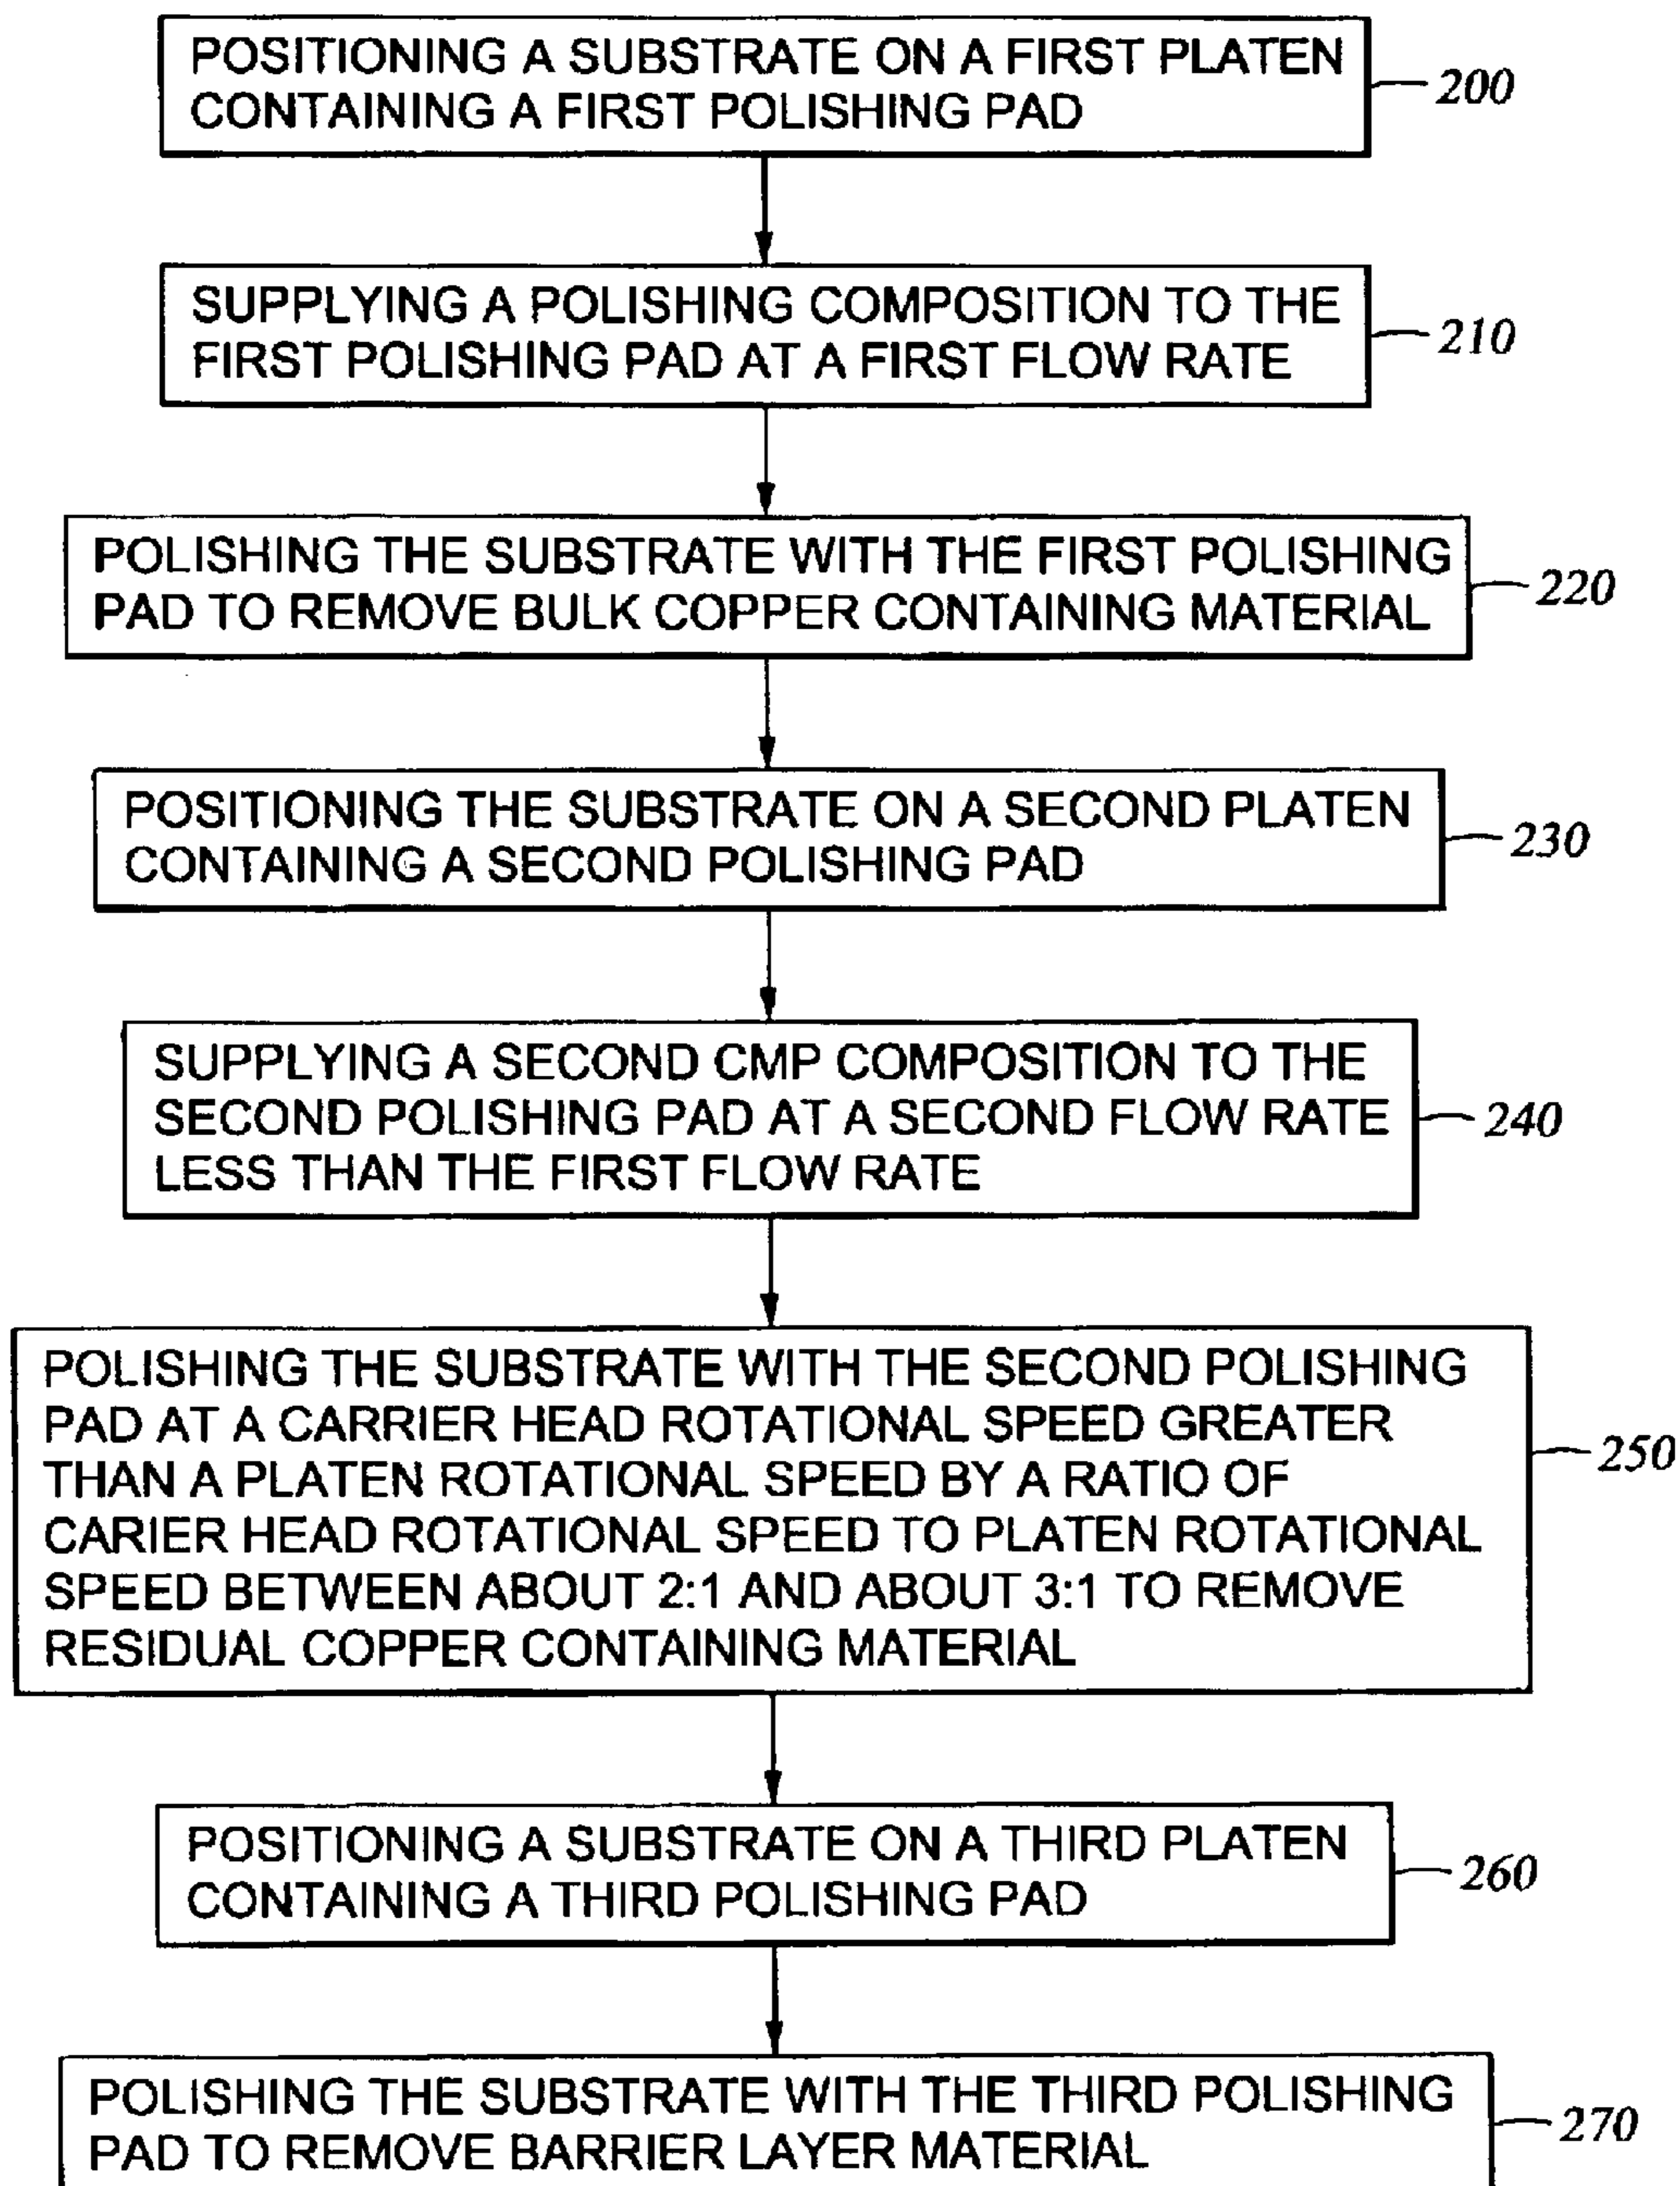 POSITIONING A SUBSTRATE ON A FIRST PLATEN
CONTAINING A FIRST POLISHING PAD
200
SUPPLYING A POLISHING COMPOSITION TO THE
FIRST POLISHING PAD AT A FIRST FLOW RATE
210
POLISHING THE SUBSTRATE WITH THE FIRST POLISHING
PAD TO REMOVE BULK COPPER CONTAINING MATERIAL
220
POSITIONING THE SUBSTRATE ON A SECOND PLATEN
CONTAINING A SECOND POLISHING PAD
230
SUPPLYING A SECOND CMP COMPOSITION TO THE
SECOND POLISHING PAD AT A SECOND FLOW RATE
LESS THAN THE FIRST FLOW RATE
240
POLISHING THE SUBSTRATE WITH THE SECOND POLISHING
PAD AT A CARRIER HEAD ROTATIONAL SPEED GREATER
THAN A PLATEN ROTATIONAL SPEED BY A RATIO OF
CARIER HEAD ROTATIONAL SPEED TO PLATEN ROTATIONAL
SPEED BETWEEN ABOUT 2:1 AND ABOUT 3:1 TO REMOVE
RESIDUAL COPPER CONTAINING MATERIAL
250
POSITIONING A SUBSTRATE ON A THIRD PLATEN
CONTAINING A THIRD POLISHING PAD
260
POLISHING THE SUBSTRATE WITH THE THIRD POLISHING
PAD TO REMOVE BARRIER LAYER MATERIAL
270